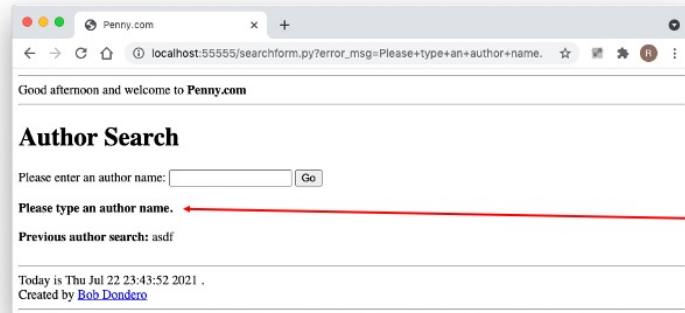 Penny.com
localhost:55555/searchform.py?error_msg=Please+type+an+author+name.
R
Good afternoon and welcome to Penny.com
Author Search
Please enter an author name: Go
Please type an author name.
Previous author search: asdf
Today is Thu Jul 22 23:43:52 2021 .
Created by Bob Dondero